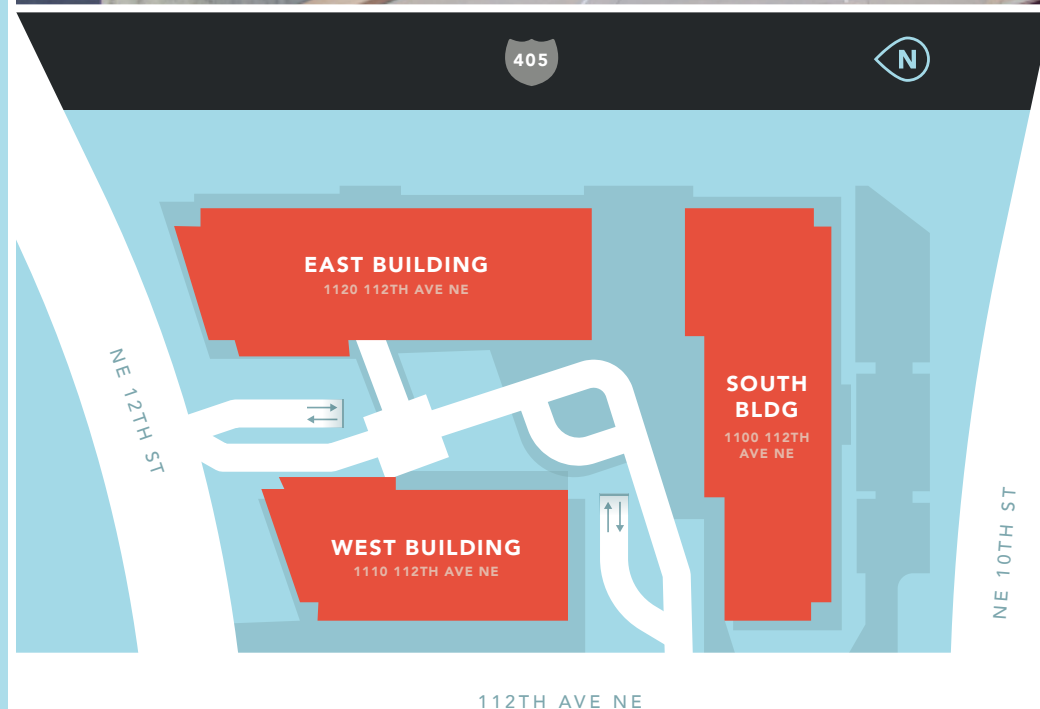 405
N
EAST BUILDING
1120 112TH AVE NE
NE 12TH ST
SOUTH
BLDG
1100 112TH
AVE NE
WEST BUILDING
1110 112TH AVE NE
NE 10TH ST
112TH AVE NE